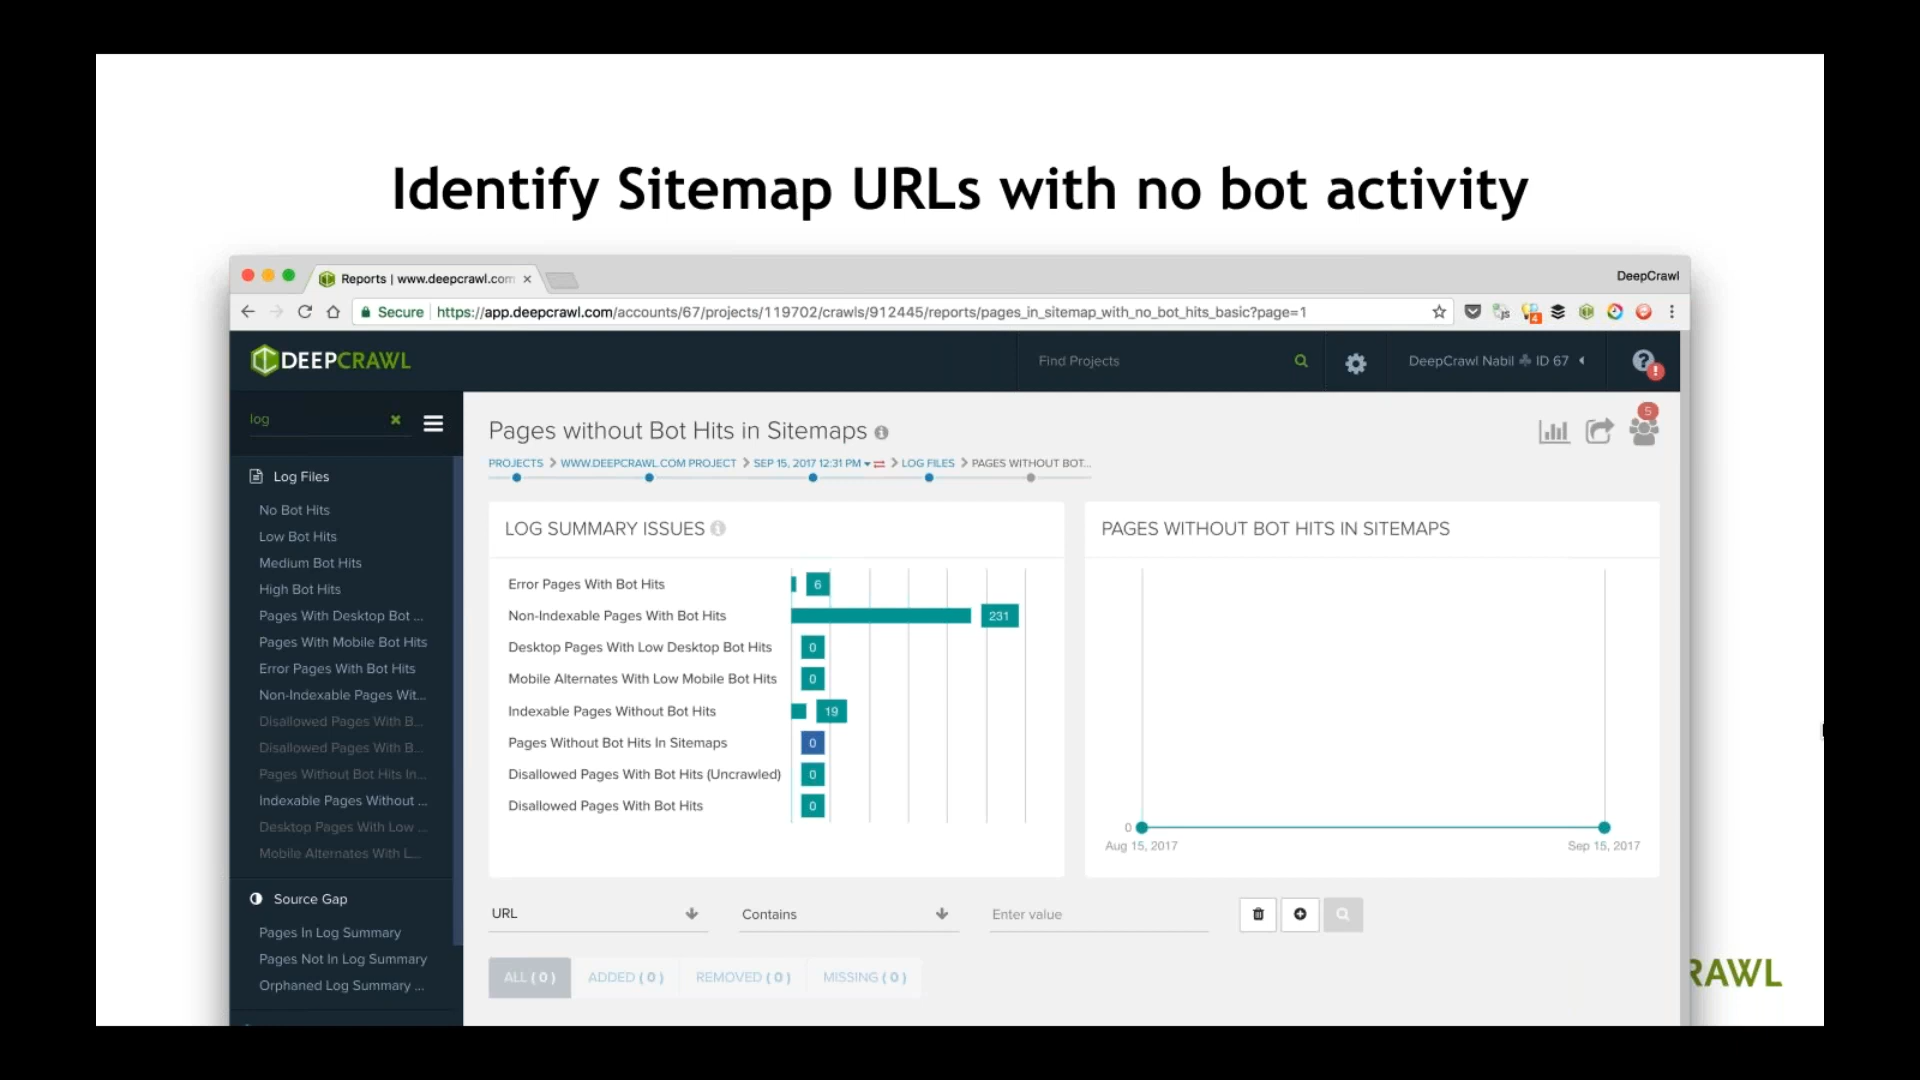 Identify Sitemap URLs with no bot activity
Reports | www.deepcrawl.com
DeepCrawl
Secure https://app.deepcrawl.com/accounts/67/projects/119702/crawls/912445/reports/pages_in_sitemap_with_no_bot_hits_basic?page=1
js
4
DEEPCRAWL
Find Projects
DeepCrawl Nabil ID 67
log
Pages without Bot Hits in Sitemaps
5
PROJECTS > WWW.DEEPCRAWL.COM PROJECT > SEP 15, 2017 12:31 PM > LOG FILES > PAGES WITHOUT BOT...
Log Files
No Bot Hits
Low Bot Hits
Medium Bot Hits
High Bot Hits
Pages With Desktop Bot ...
Pages With Mobile Bot Hits
Error Pages With Bot Hits
Non-Indexable Pages Wit...
Disallowed Pages With B...
Disallowed Pages With B...
Pages Without Bot Hits In...
Indexable Pages Without ...
Desktop Pages With Low ...
Mobile Alternates With L...
Source Gap
Pages In Log Summary
Pages Not In Log Summary
Orphaned Log Summary ...
LOG SUMMARY ISSUES
Error Pages With Bot Hits 6
Non-Indexable Pages With Bot Hits 231
Desktop Pages With Low Desktop Bot Hits 0
Mobile Alternates With Low Mobile Bot Hits 0
Indexable Pages Without Bot Hits 19
Pages Without Bot Hits In Sitemaps 0
Disallowed Pages With Bot Hits (Uncrawled) 0
Disallowed Pages With Bot Hits 0
PAGES WITHOUT BOT HITS IN SITEMAPS
0
Aug 15, 2017 Sep 15, 2017
URL Contains Enter value
ALL ( 0 ) ADDED ( 0 ) REMOVED ( 0 ) MISSING ( 0 )
RAWL